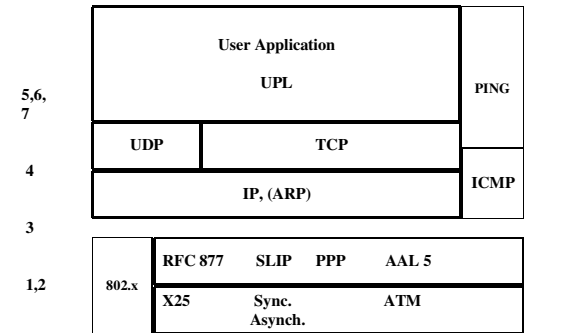 User Application
UPL
PING
5,6,
7
UDP TCP
4
ICMP
IP, (ARP)
3
RFC 877 SLIP PPP AAL 5
1,2
802.x
X25 Sync. ATM
Asynch.